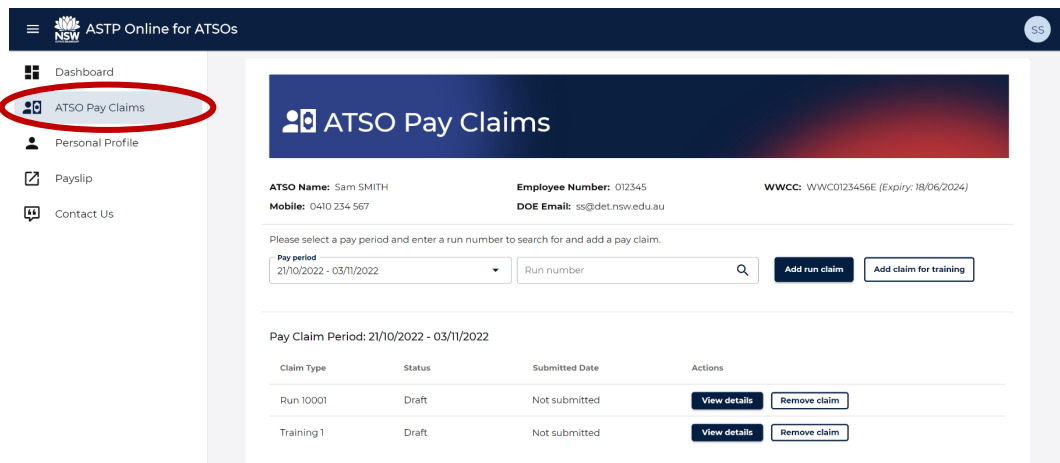 NSW
ASTP Online for ATSOs
SS
Dashboard
ATSO Pay Claims
Personal Profile
Payslip
Contact Us
ATSO Pay Claims
ATSO Name: Sam SMITH Employee Number: 012345 WWCC: WWC0123456E (Expiry: 18/06/2024)
Mobile: 0410 234 567 DOE Email: ss@det.nsw.edu.au
Please select a pay period and enter a run number to search for and add a pay claim.
Pay period
21/10/2022 - 03/11/2022 Run number Add run claim Add claim for training
Pay Claim Period: 21/10/2022 - 03/11/2022
Claim Type Status Submitted Date Actions
Run 10001 Draft Not submitted View details Remove claim
Training 1 Draft Not submitted View details Remove claim